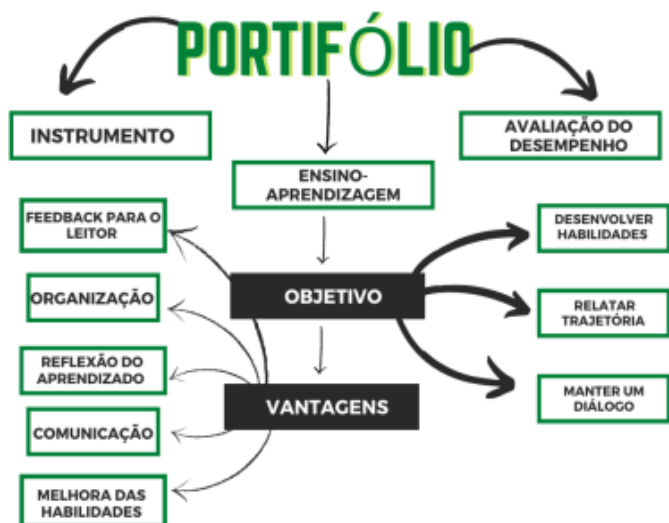 PORTIFÓLIO
INSTRUMENTO
AVALIAÇÃO DO
DESEMPENHO
ENSINO-
APRENDIZAGEM
FEEDBACK PARA O
LEITOR
DESENVOLVER
HABILIDADES
ORGANIZAÇÃO
OBJETIVO
RELATAR
TRAJETÓRIA
REFLEXÃO DO
APRENDIZADO
VANTAGENS
MANTER UM
DIÁLOGO
COMUNICAÇÃO
MELHORA DAS
HABILIDADES